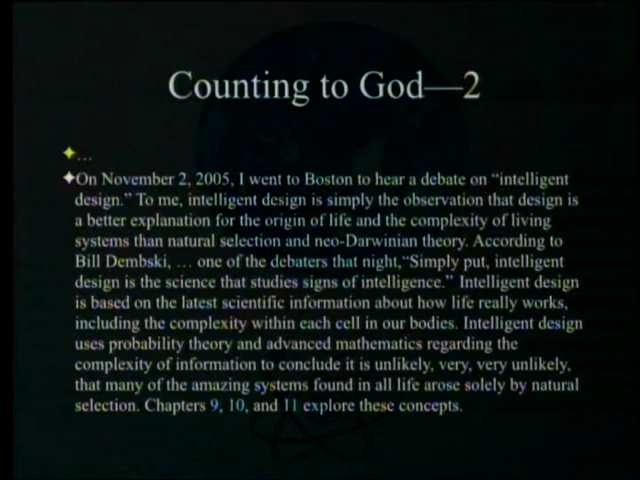 Counting to God—2
…
On November 2, 2005, I went to Boston to hear a debate on “intelligent
design.” To me, intelligent design is simply the observation that design is
a better explanation for the origin of life and the complexity of living
systems than natural selection and neo-Darwinian theory. According to
Bill Dembski, … one of the debaters that night,“Simply put, intelligent
design is the science that studies signs of intelligence.”  Intelligent design
is based on the latest scientific information about how life really works,
including the complexity within each cell in our bodies. Intelligent design
uses probability theory and advanced mathematics regarding the
complexity of information to conclude it is unlikely, very, very unlikely,
that many of the amazing systems found in all life arose solely by natural
selection. Chapters 9, 10, and 11 explore these concepts.